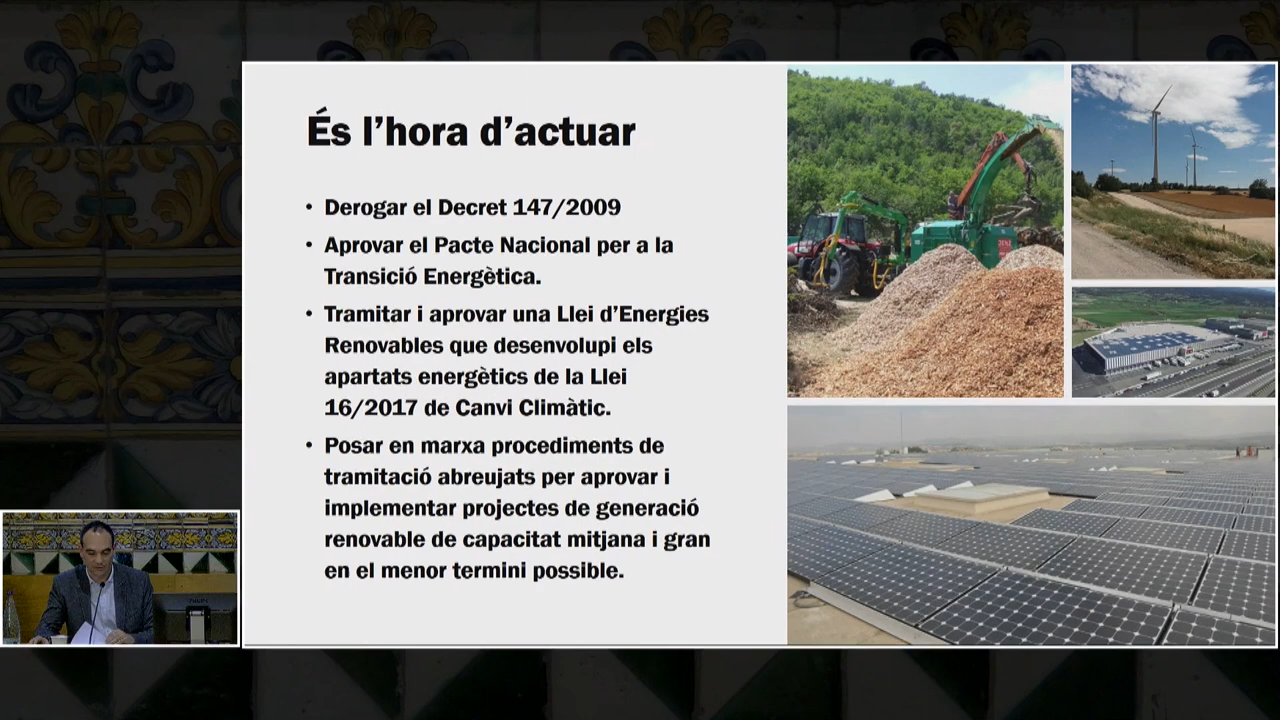 És l'hora d'actuar
• Derogar el Decret 147/2009
• Aprovar el Pacte Nacional per a la
Transició Energètica.
• Tramitar i aprovar una Llei d'Energies
Renovables que desenvolupi els
apartats energètics de la Llei
16/2017 de Canvi Climàtic.
• Posar en marxa procediments de
tramitació abreujats per aprovar i
implementar projectes de generació
renovable de capacitat mitjana i gran
en el menor termini possible.